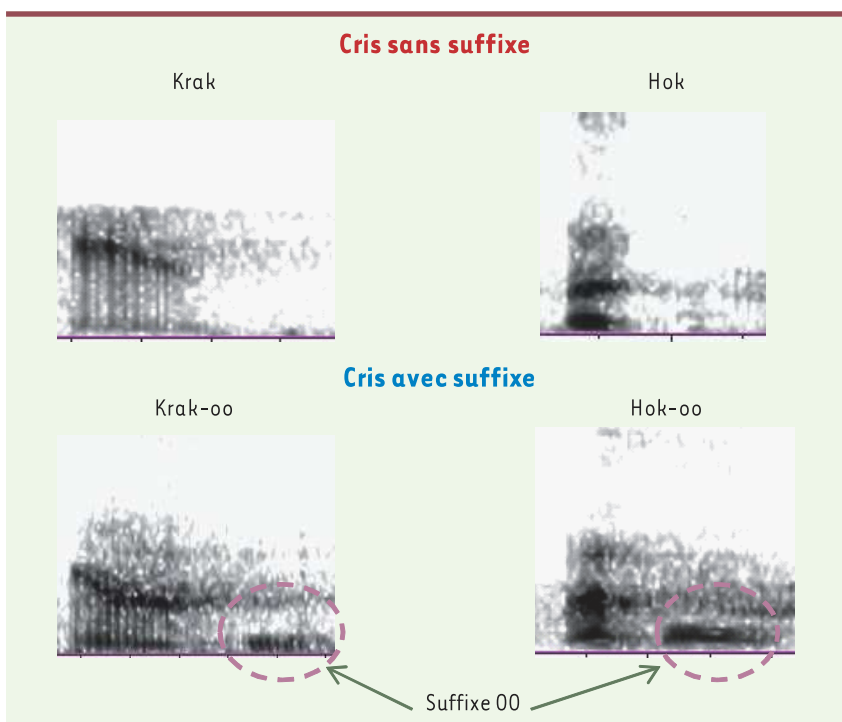 Cris sans suffixe
Krak
Hok
Cris avec suffixe
Krak-oo
Hok-oo
Suffixe OO